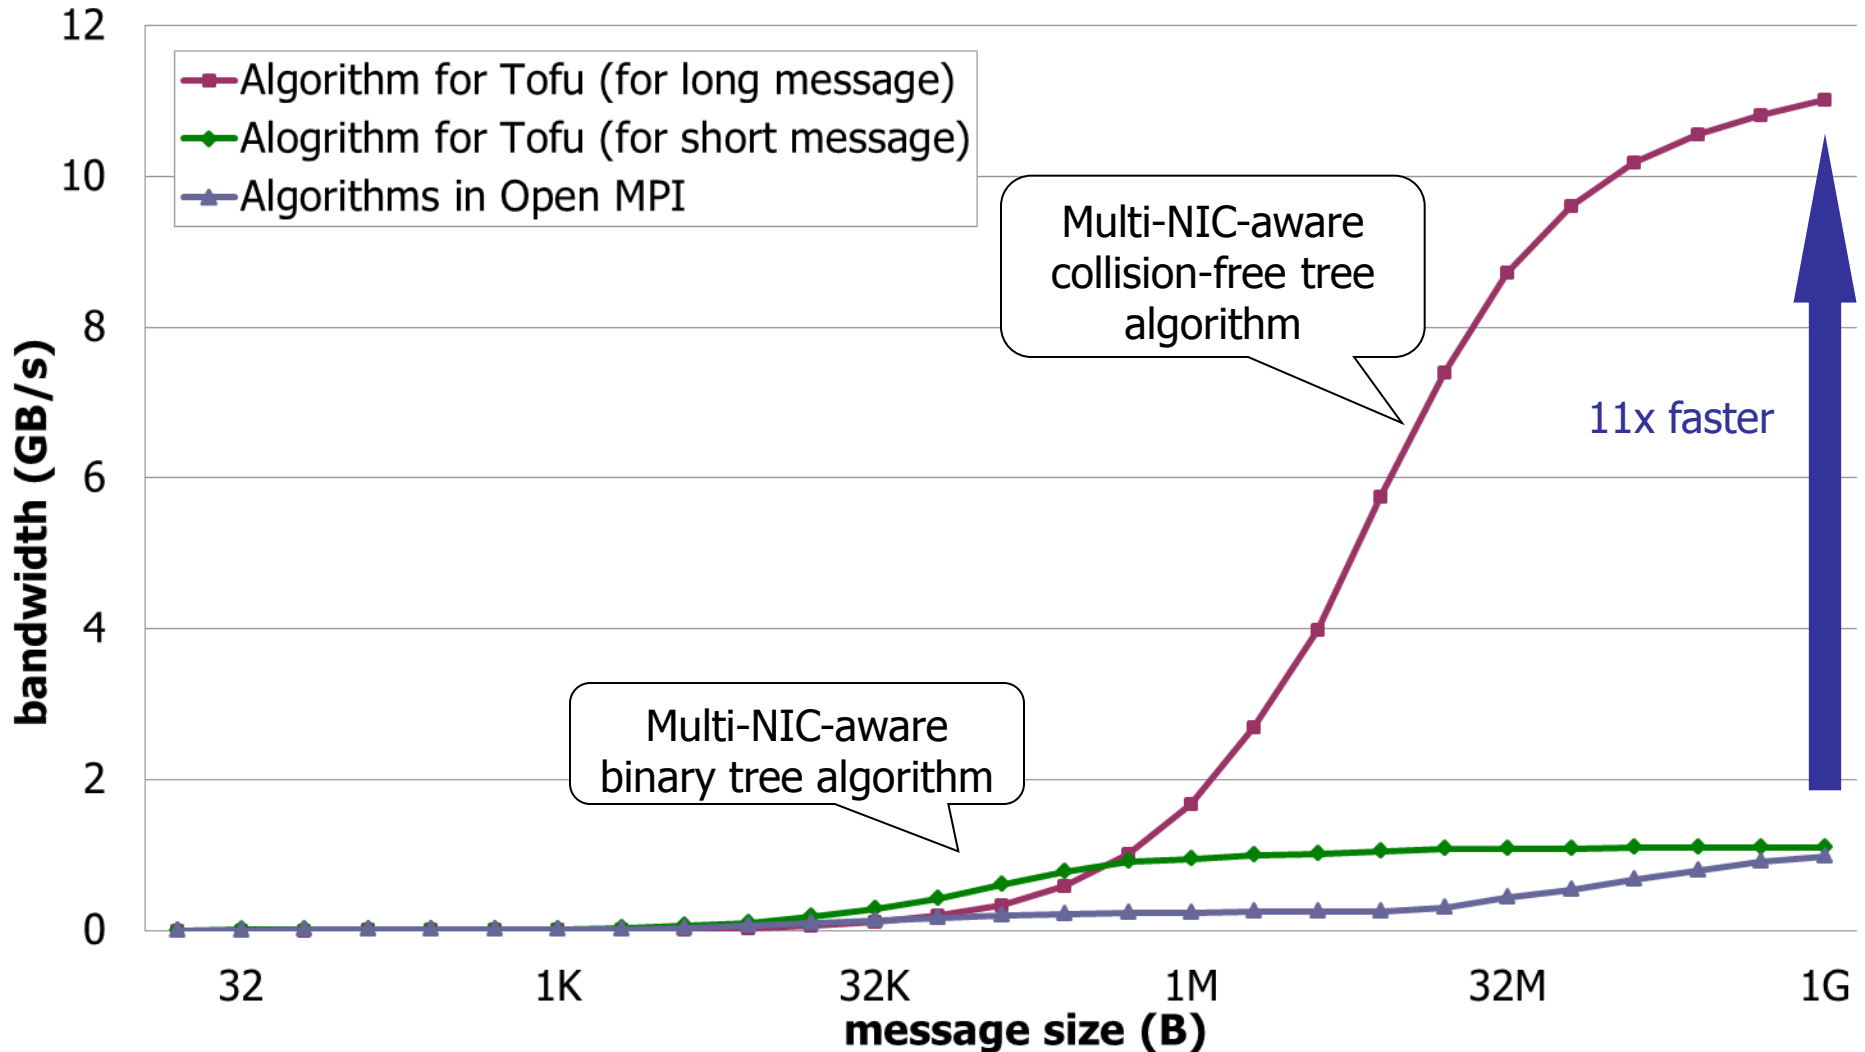 12
10
8
6
4
2
0
bandwidth (GB/s)
Algorithm for Tofu (for long message)
Alogrithm for Tofu (for short message)
Algorithms in Open MPI
Multi-NIC-aware
collision-free tree
algorithm
11x faster
Multi-NIC-aware
binary tree algorithm
32
1K
32K
1M
32M
1G
message size (B)